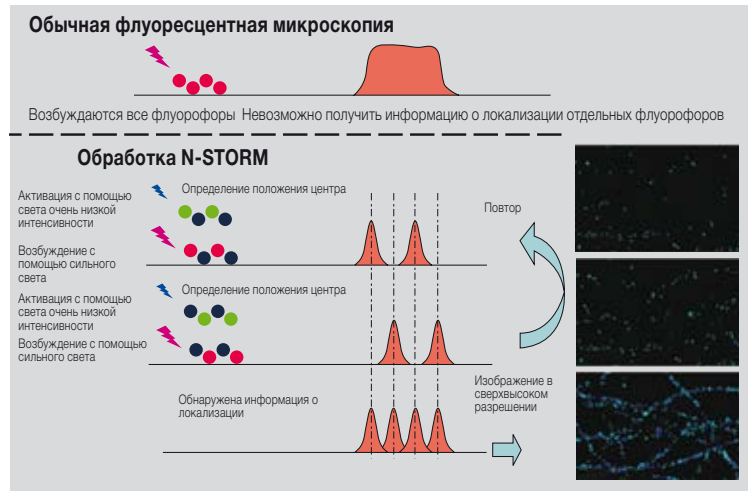 Обычная флуоресцентная микроскопия
Возбуждаются все флуорофоры Невозможно получить информацию о локализации отдельных флуорофоров
Обработка N-STORM
Активация с помощью
света очень низкой
интенсивности
Определение положения центра
Повтор
Возбуждение с
помощью сильного
света
Активация с помощью
света очень низкой
интенсивности
Определение положения центра
Возбуждение с помощью
сильного света
Обнаружена информация о
локализации
Изображение в
сверхвысоком
разрешении